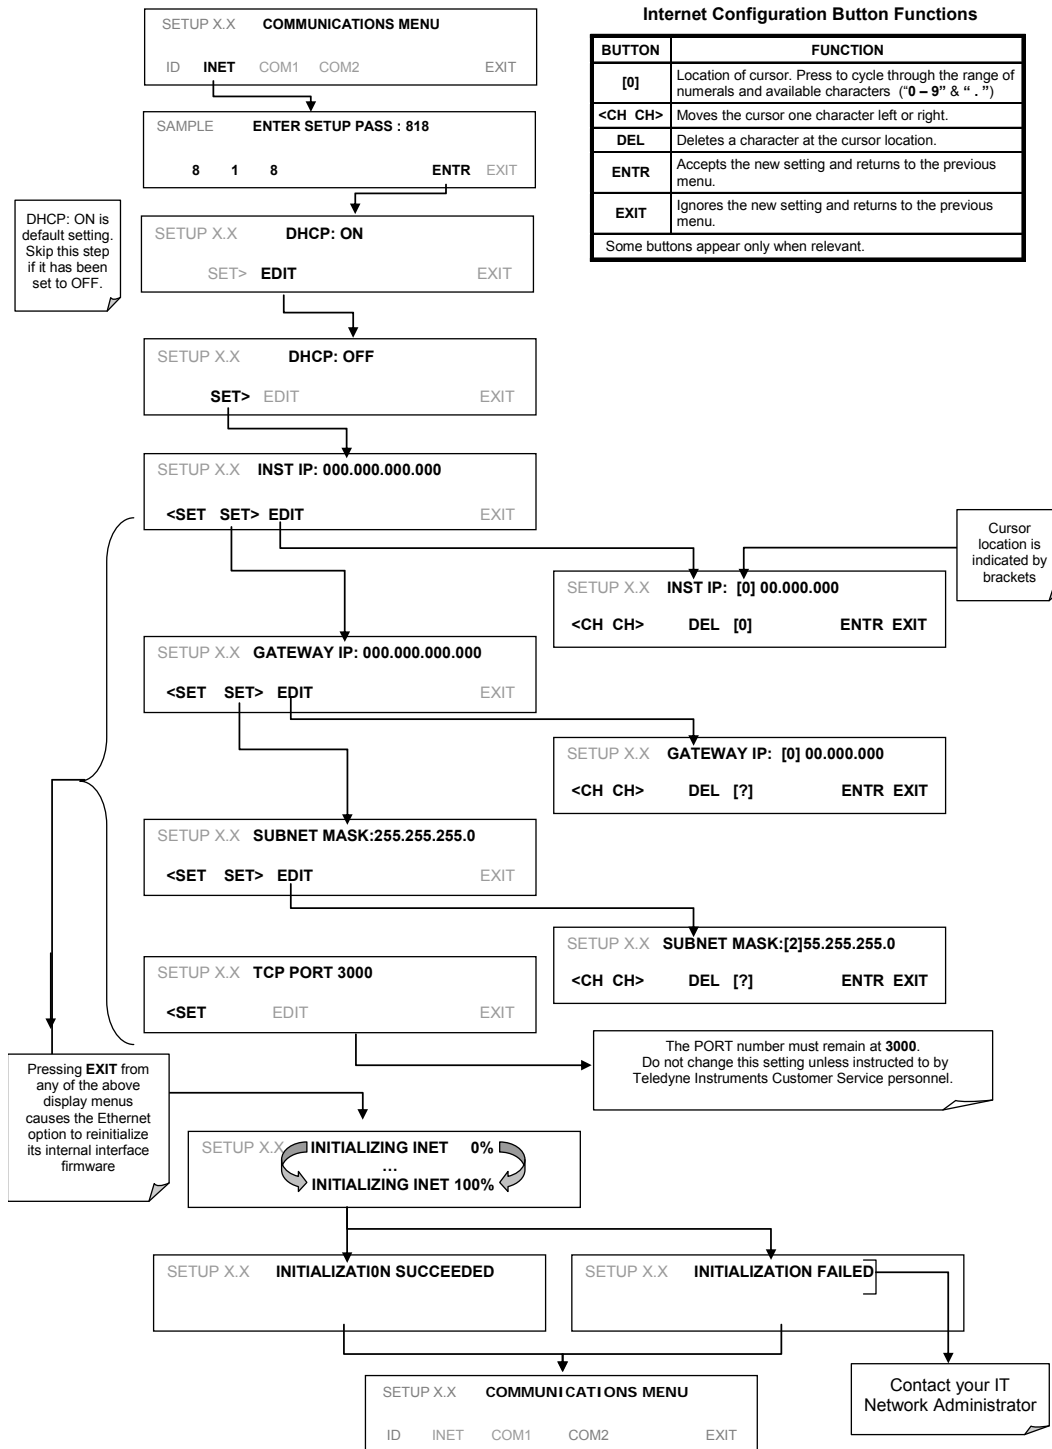 SETUP X.X COMMUNICATIONS MENU
ID INET COM1 COM2 EXIT
Internet Configuration Button Functions
BUTTON FUNCTION
[0] Location of cursor. Press to cycle through the range of
numerals and available characters (“0 – 9” & “ . ”)
<CH CH> Moves the cursor one character left or right.
DEL Deletes a character at the cursor location.
ENTR Accepts the new setting and returns to the previous
menu.
EXIT Ignores the new setting and returns to the previous
menu.
Some buttons appear only when relevant.
SAMPLE ENTER SETUP PASS : 818
8 1 8 ENTR EXIT
DHCP: ON is
default setting.
Skip this step
if it has been
set to OFF.
SETUP X.X DHCP: ON
SET> EDIT EXIT
SETUP X.X DHCP: OFF
SET> EDIT EXIT
SETUP X.X INST IP: 000.000.000.000
<SET SET> EDIT EXIT
Cursor
location is
indicated by
brackets
SETUP X.X INST IP: [0] 00.000.000
<CH CH> DEL [0] ENTR EXIT
SETUP X.X GATEWAY IP: 000.000.000.000
<SET SET> EDIT EXIT
SETUP X.X GATEWAY IP: [0] 00.000.000
<CH CH> DEL [?] ENTR EXIT
SETUP X.X SUBNET MASK:255.255.255.0
<SET SET> EDIT EXIT
SETUP X.X SUBNET MASK:[2]55.255.255.0
<CH CH> DEL [?] ENTR EXIT
SETUP X.X TCP PORT 3000
<SET EDIT EXIT
The PORT number must remain at 3000.
Do not change this setting unless instructed to by
Teledyne Instruments Customer Service personnel.
Pressing EXIT from
any of the above
display menus
causes the Ethernet
option to reinitialize
its internal interface
firmware
SETUP X.X INITIALIZING INET 0%
…
INITIALIZING INET 100%
SETUP X.X INITIALIZATI0N SUCCEEDED
SETUP X.X INITIALIZATION FAILED
Contact your IT
Network Administrator
SETUP X.X COMMUNICATIONS MENU
ID INET COM1 COM2 EXIT